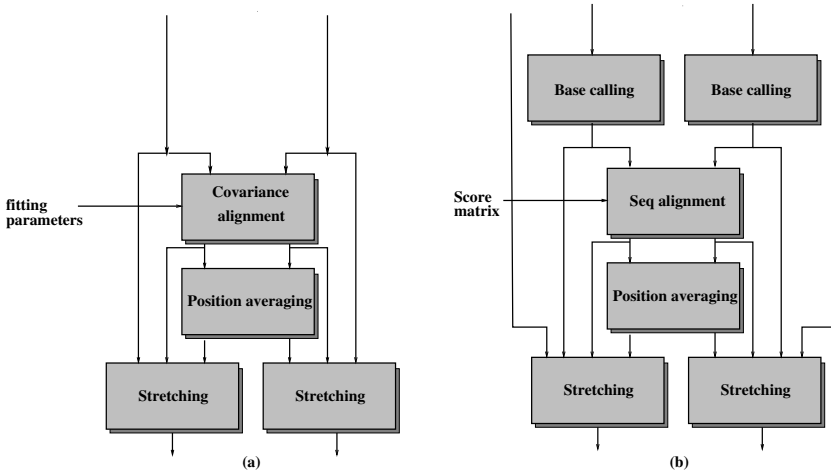 Base calling
Base calling
Covariance
alignment
fitting
parameters
Score
matrix
Seq alignment
Position averaging
Position averaging
Stretching
Stretching
Stretching
Stretching
(a)
(b)